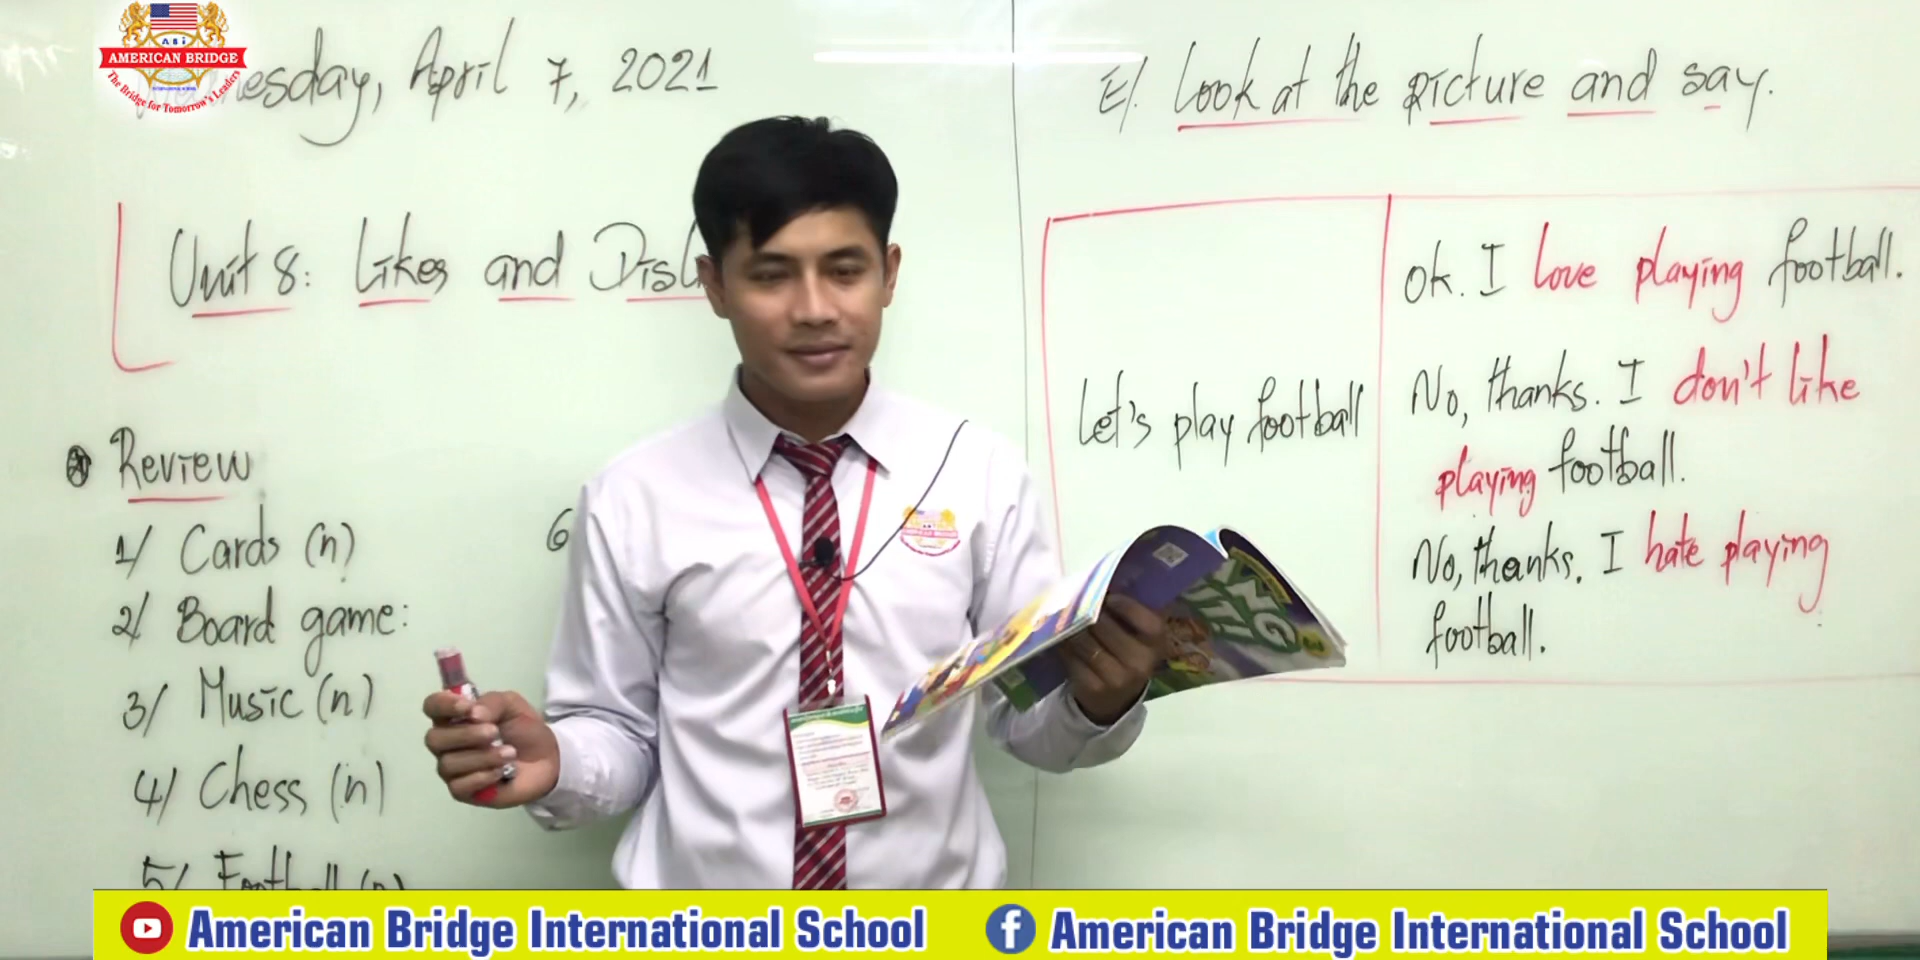 AMERICAN BRIDGE
The Bridge for Tomorrow's Leaders
April 7, 2021
Unit 8: Likes and
Review
1/ Cards (n)
2/ Board game:
3/ Music (n)
4/ Chess (n)
5/ Football (n)
6
E/. Look at the picture and say.
Let's play football
Ok. I love playing football.
No, thanks. I don't like
playing football.
No, thanks. I hate playing
football.
American Bridge International School
American Bridge International School